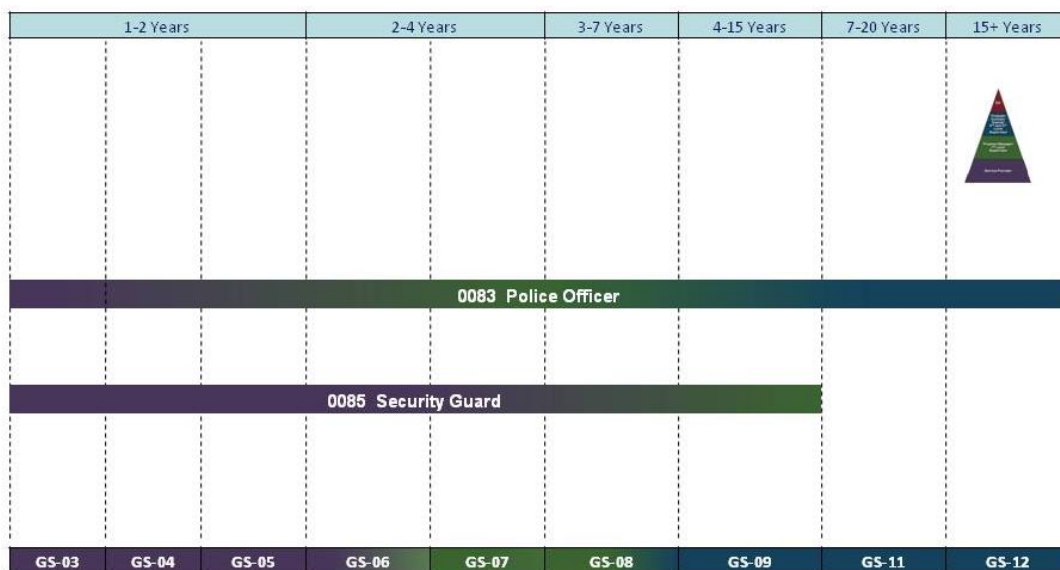 1-2 Years 2-4 Years 3-7 Years 4-15 Years 7-20 Years 15+ Years
0083 Police Officer
0085 Security Guard
GS-03 GS-04 GS-05 GS-06 GS-07 GS-08 GS-09 GS-11 GS-12